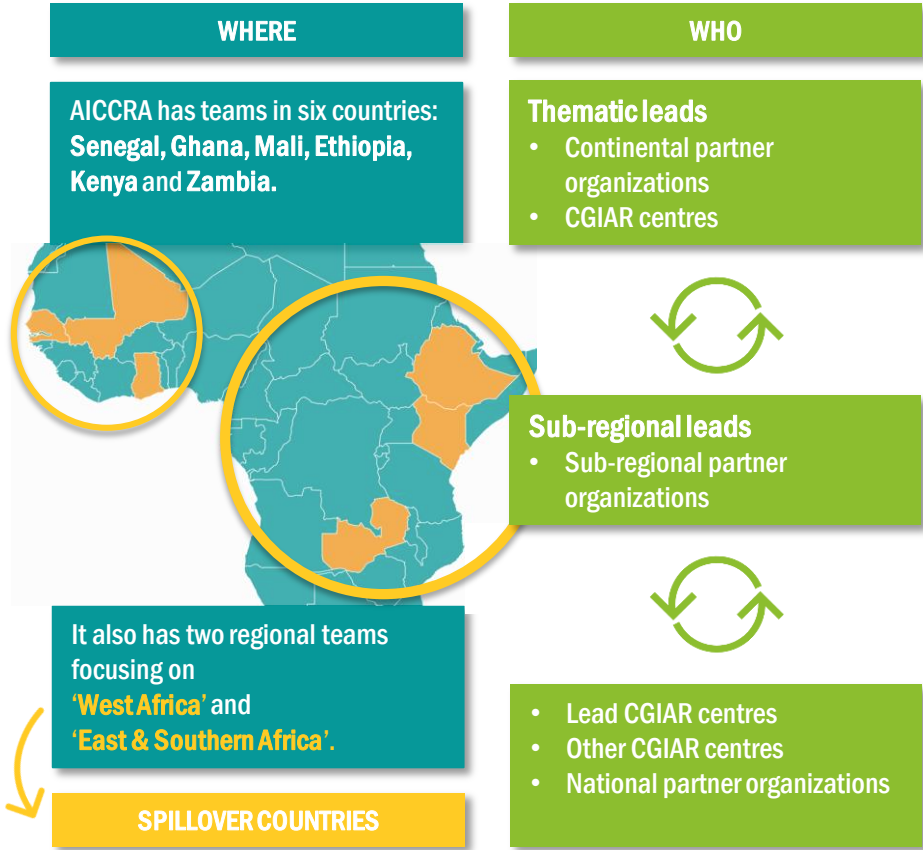 WHERE
AICCRA has teams in six countries:
Senegal, Ghana, Mali, Ethiopia,
Kenya and Zambia.
It also has two regional teams
focusing on
‘West Africa’ and
‘East & Southern Africa’.
SPILLOVER COUNTRIES
WHO
Thematic leads
• Continental partner
organizations
• CGIAR centres
Sub-regional leads
• Sub-regional partner
organizations
• Lead CGIAR centres
• Other CGIAR centres
• National partner organizations